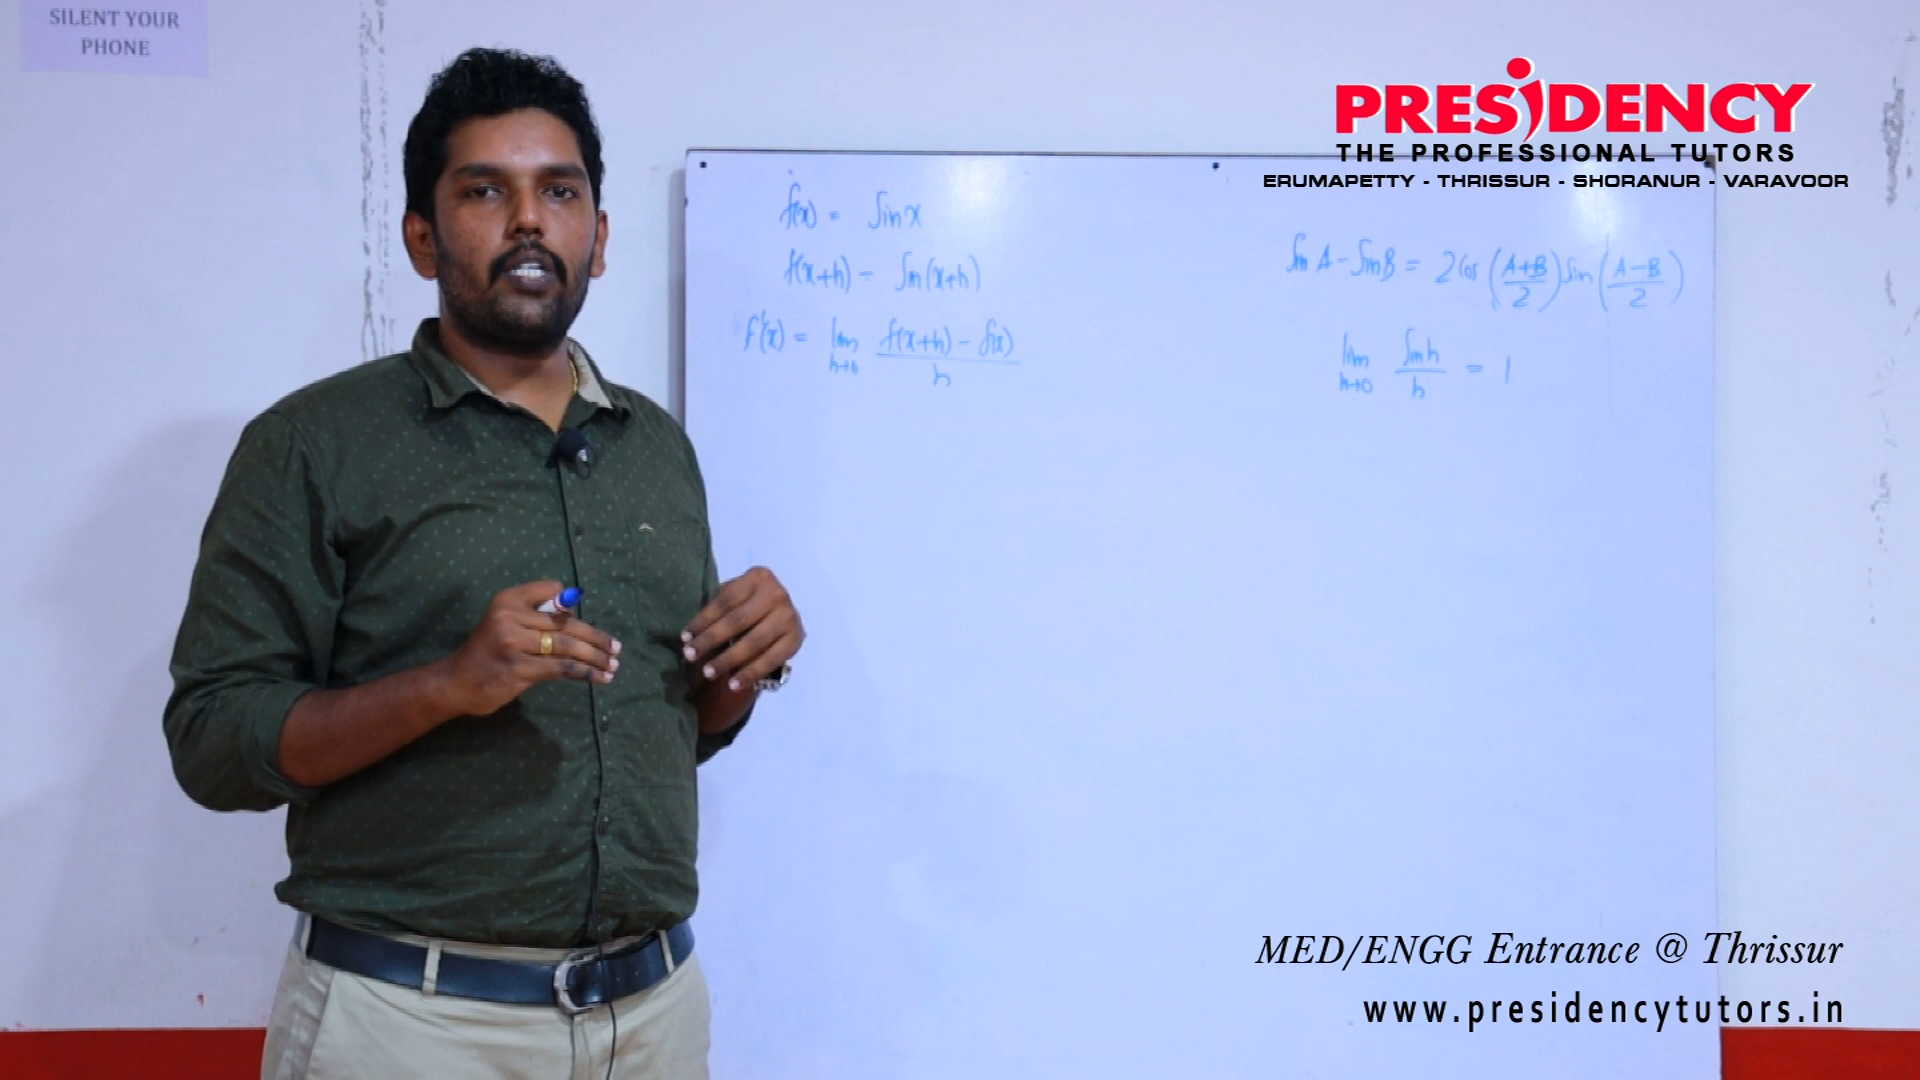 SILENT YOUR
PHONE
PRESIDENCY
THE PROFESSIONAL TUTORS
ERUMAPETTY - THRISSUR - SHORANUR - VARAVOOR
f(x) = Sin x
f(x+h) = Sin(x+h)
f'(x) = lim h→0 f(x+h) - f(x) / h
Sin A - Sin B = 2 Cos (A+B / 2) Sin (A-B / 2)
lim h→0 Sin h / h = 1
MED/ENGG Entrance @ Thrissur
www.presidencytutors.in